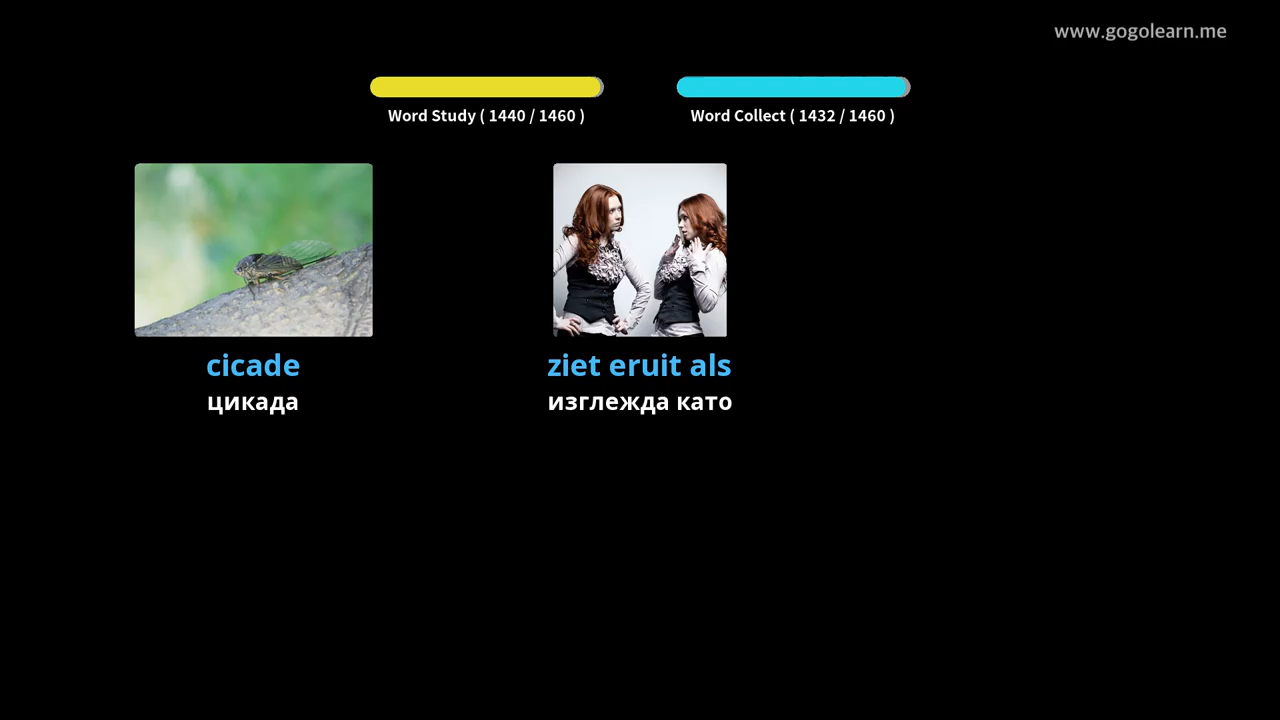 www.gogolearn.me
Word Study ( 1440 / 1460 )
Word Collect ( 1432 / 1460 )
cicade
цикада
ziet eruit als
изглежда като